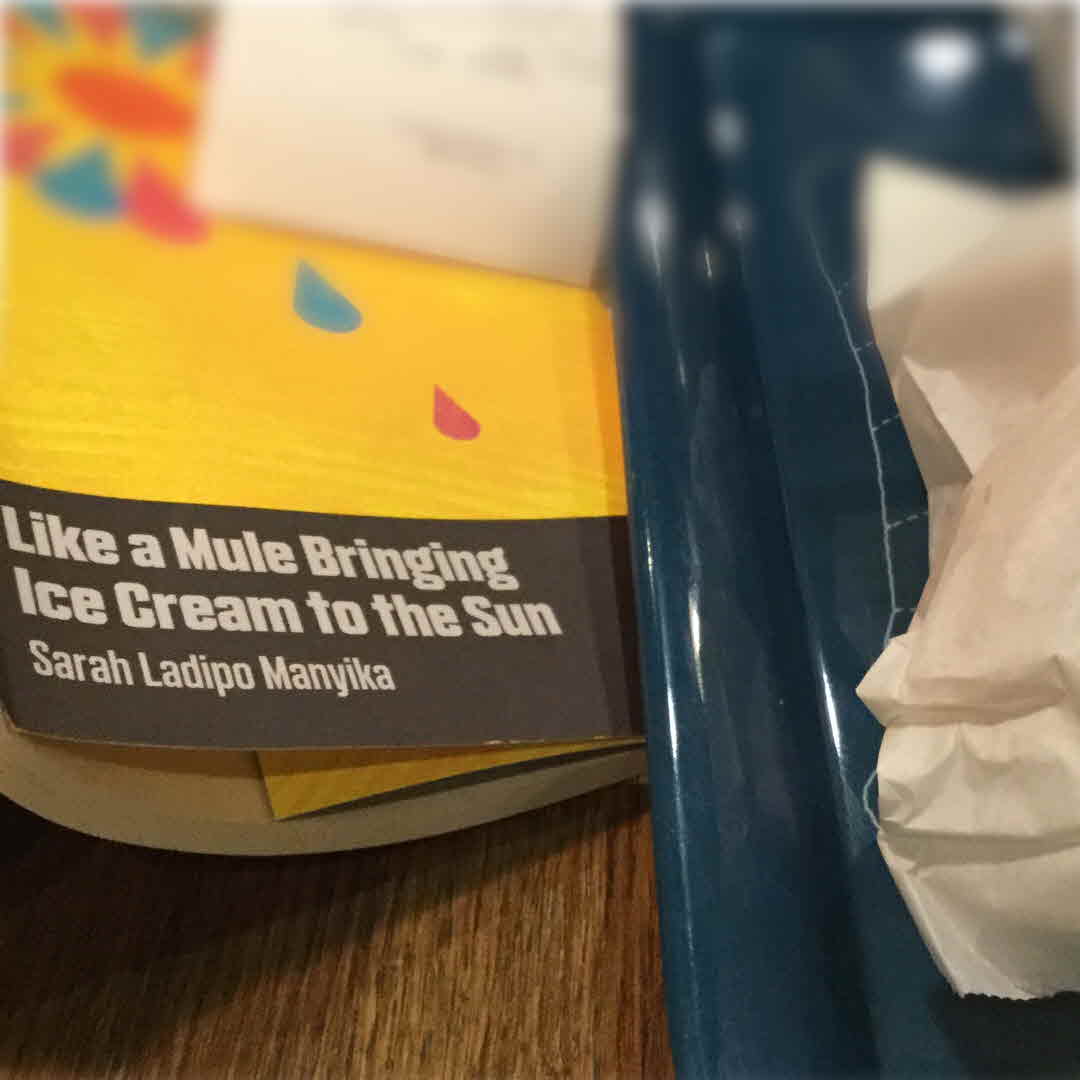 Like a Mule Bringing
Ice Cream to the Sun
Sarah Ladipo Manyika